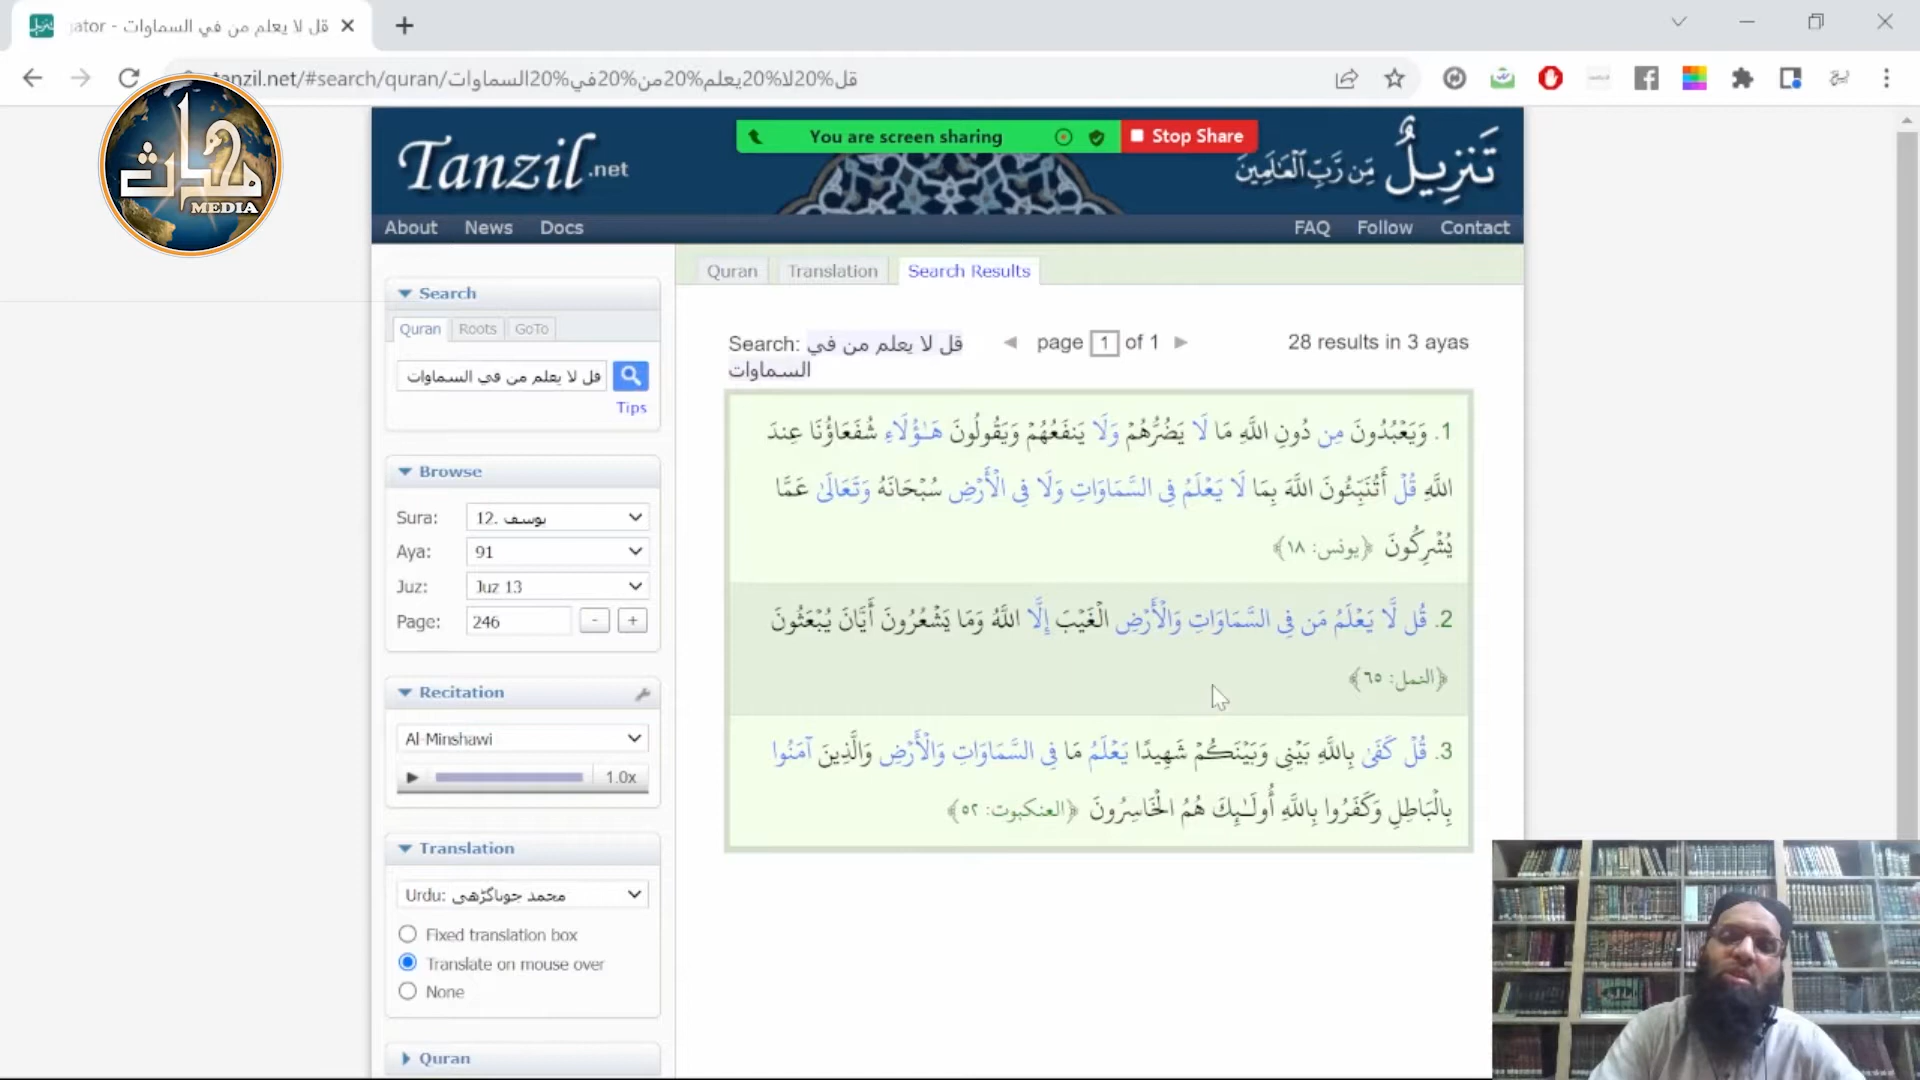 قل لا يعلم من في السماوات - gator
tanzil.net/#search/quran/قل%20لا%20يعلم%20من%20في%20السماوات
MEDIA
Tanzil.net
You are screen sharing
Stop Share
تَنزِيلٌ مِّن رَّبِّ الْعَالَمِينَ
About News Docs
FAQ Follow Contact
Search
Quran Roots GoTo
قل لا يعلم من في السماوات
Tips
Browse
Sura: 12. يوسف
Aya: 91
Juz: Juz 13
Page: 246 - +
Recitation
Al-Minshawi
1.0x
Translation
Urdu: محمد جوناگڑھی
Fixed translation box
Translate on mouse over
None
Quran
Quran Translation Search Results
Search: قل لا يعلم من في
السماوات
page 1 of 1
28 results in 3 ayas
1. وَيَعْبُدُونَ مِن دُونِ اللَّهِ مَا لَا يَضُرُّهُمْ وَلَا يَنفَعُهُمْ وَيَقُولُونَ هَـٰؤُلَاءِ شُفَعَاؤُنَا عِندَ
اللَّهِ قُلْ أَتُنَبِّئُونَ اللَّهَ بِمَا لَا يَعْلَمُ فِي السَّمَاوَاتِ وَلَا فِي الْأَرْضِ سُبْحَانَهُ وَتَعَالَىٰ عَمَّا
يُشْرِكُونَ ﴿يونس: ١٨﴾
2. قُل لَّا يَعْلَمُ مَن فِي السَّمَاوَاتِ وَالْأَرْضِ الْغَيْبَ إِلَّا اللَّهُ وَمَا يَشْعُرُونَ أَيَّانَ يُبْعَثُونَ
﴿النمل: ٦٥﴾
3. قُلْ كَفَىٰ بِاللَّهِ بَيْنِي وَبَيْنَكُمْ شَهِيدًا يَعْلَمُ مَا فِي السَّمَاوَاتِ وَالْأَرْضِ وَالَّذِينَ آمَنُوا
بِالْبَاطِلِ وَكَفَرُوا بِاللَّهِ أُولَـٰئِكَ هُمُ الْخَاسِرُونَ ﴿العنكبوت: ٥٢﴾